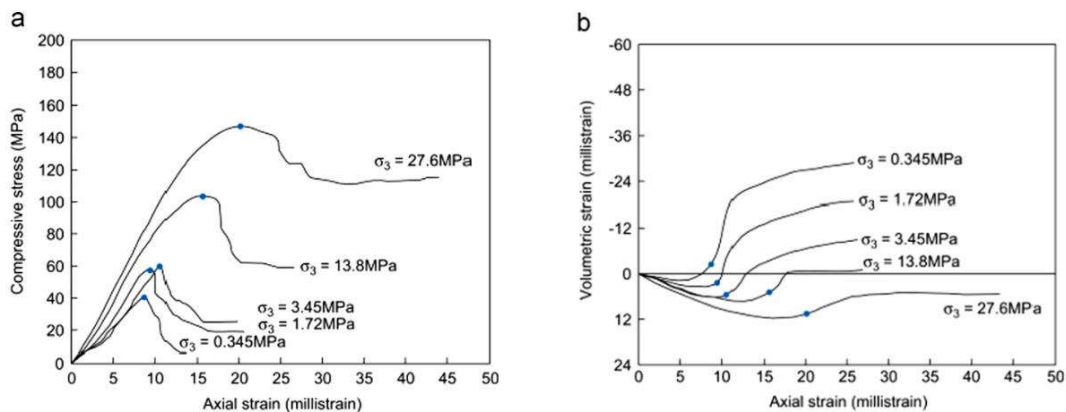 a
200
180
160
140
120
100
80
60
40
20
0
Compressive stress (MPa)
σ3 = 27.6MPa
σ3 = 13.8MPa
σ3 = 3.45MPa
σ3 = 1.72MPa
σ3 = 0.345MPa
0 5 10 15 20 25 30 35 40 45 50
Axial strain (millistrain)
b
-60
-48
-36
-24
-12
0
12
24
Volumetric strain (millistrain)
σ3 = 0.345MPa
σ3 = 1.72MPa
σ3 = 3.45MPa
σ3 = 13.8MPa
σ3 = 27.6MPa
0 5 10 15 20 25 30 35 40 45 50
Axial strain (millistrain)